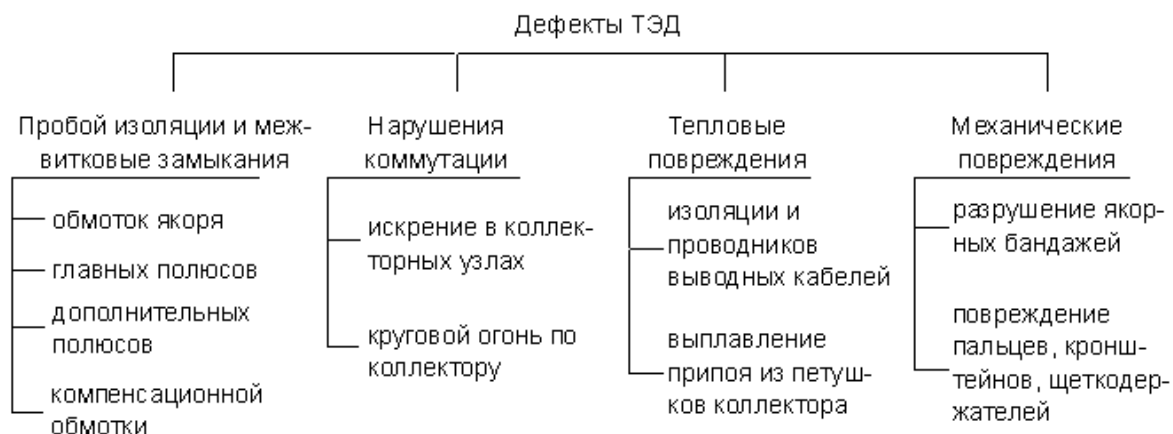 Дефекты ТЭД
Пробой изоляции и меж-
витковые замыкания
обмоток якоря
главных полюсов
дополнительных
полюсов
компенсационной
обмотки
Нарушения
коммутации
искрение в коллек-
торных узлах
круговой огонь по
коллектору
Тепловые
повреждения
изоляции и
проводников
выводных кабелей
выплавление
припоя из петуш-
ков коллектора
Механические
повреждения
разрушение якор-
ных бандажей
повреждение
пальцев, кронш-
тейнов, щеткодер-
жателей